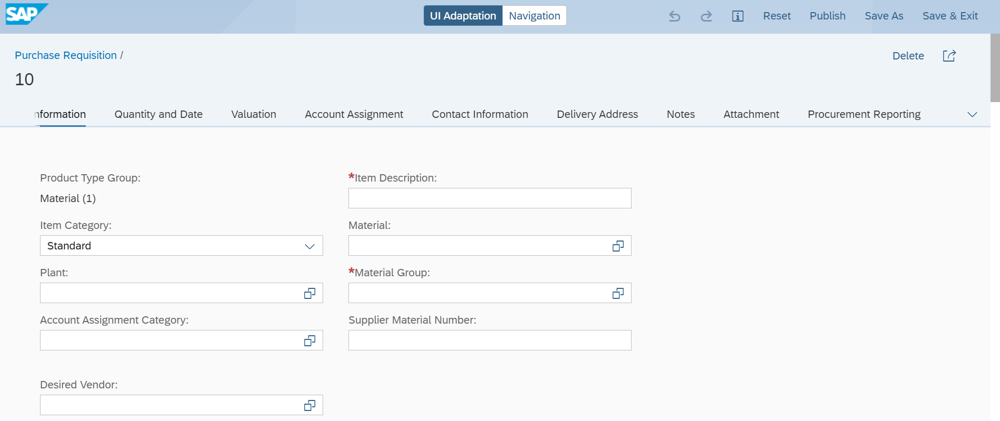 SAP
UI Adaptation Navigation Reset Publish Save As Save & Exit
Purchase Requisition / Delete
10
nformation Quantity and Date Valuation Account Assignment Contact Information Delivery Address Notes Attachment Procurement Reporting
Product Type Group: *Item Description:
Material (1)
Item Category: Material:
Standard
Plant: *Material Group:
Account Assignment Category: Supplier Material Number:
Desired Vendor: